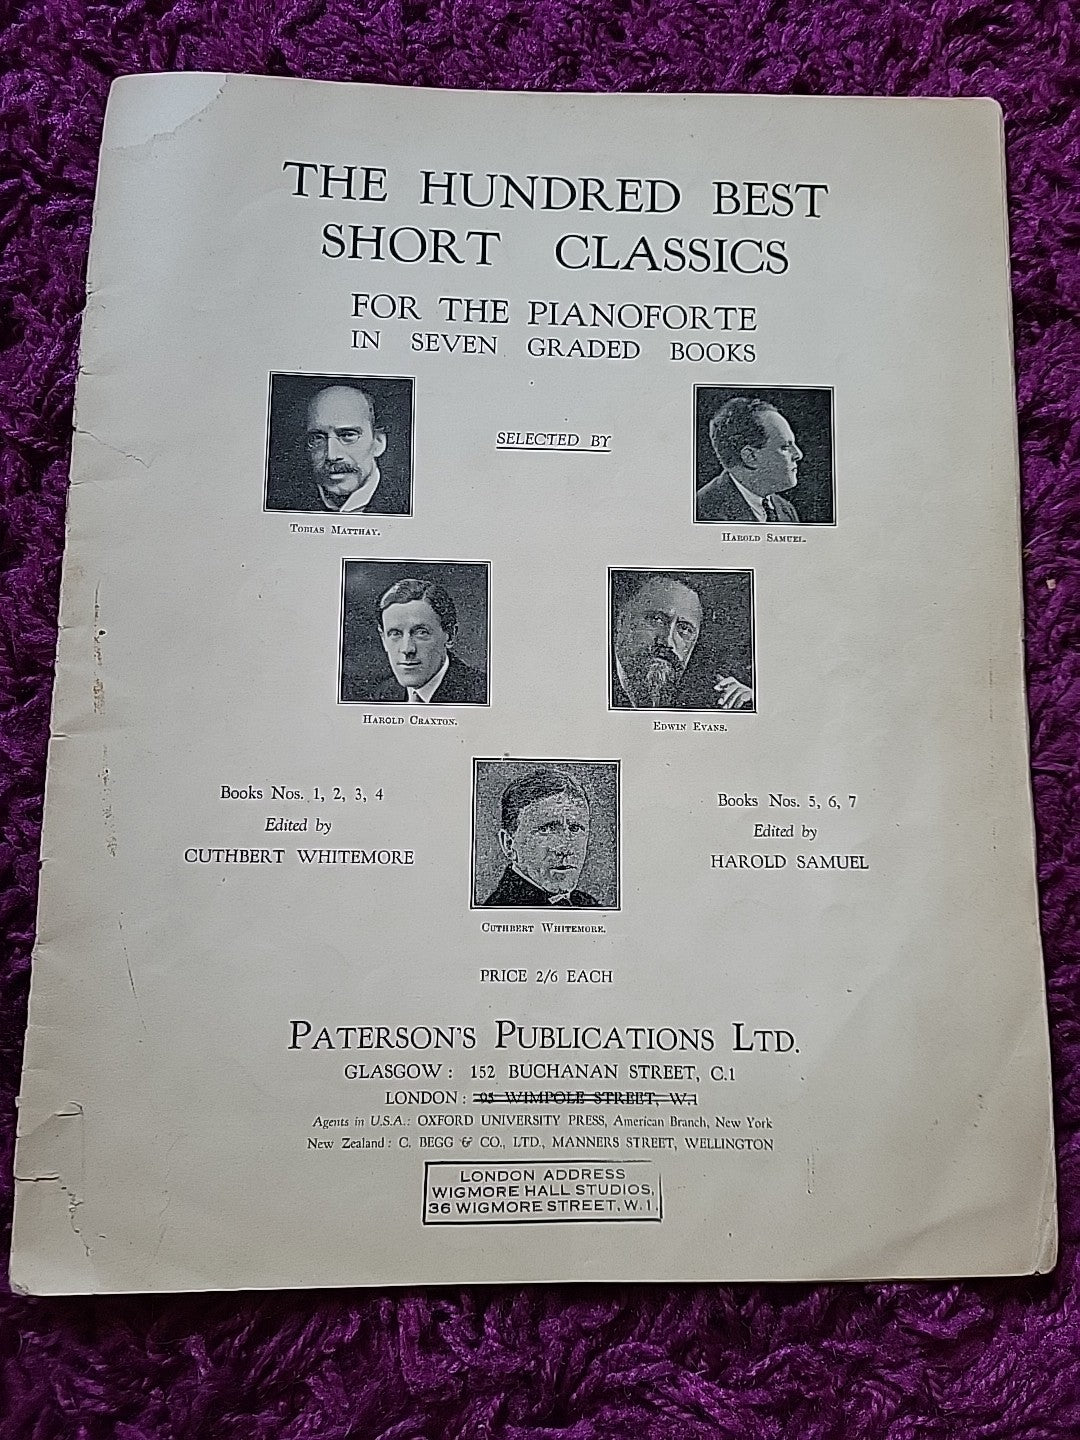 THE HUNDRED BEST
SHORT CLASSICS
FOR THE PIANOFORTE
IN SEVEN GRADED BOOKS
SELECTED BY
TOBIAS MATTHAY.
HAROLD SAMUEL.
HAROLD CRAXTON.
EDWIN EVANS.
Books Nos. 1, 2, 3, 4
Edited by
CUTHBERT WHITEMORE
Books Nos. 5, 6, 7
Edited by
HAROLD SAMUEL
CUTHBERT WHITEMORE.
PRICE 2/6 EACH
PATERSON'S PUBLICATIONS LTD.
GLASGOW: 152 BUCHANAN STREET, C.1
LONDON: 95 WIMPOLE STREET, W.1
Agents in U.S.A.: OXFORD UNIVERSITY PRESS, American Branch, New York
New Zealand: C. BEGG & CO., LTD., MANNERS STREET, WELLINGTON
LONDON ADDRESS
WIGMORE HALL STUDIOS,
36 WIGMORE STREET, W.1.